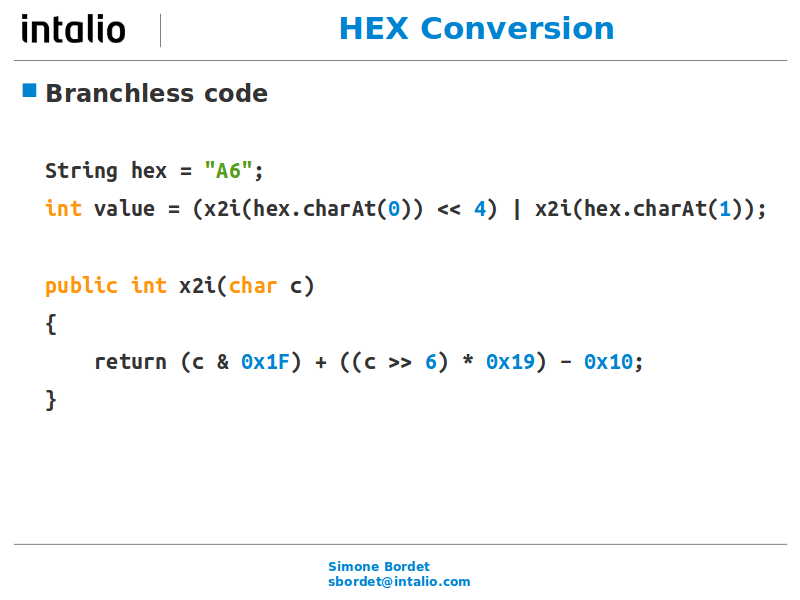 intalio
HEX Conversion
Branchless code
String hex = "A6";
int value = (x2i(hex.charAt(0)) << 4) | x2i(hex.charAt(1));
public int x2i(char c)
{
return (c & 0x1F) + ((c >> 6) * 0x19) - 0x10;
}
Simone Bordet
sbordet@intalio.com